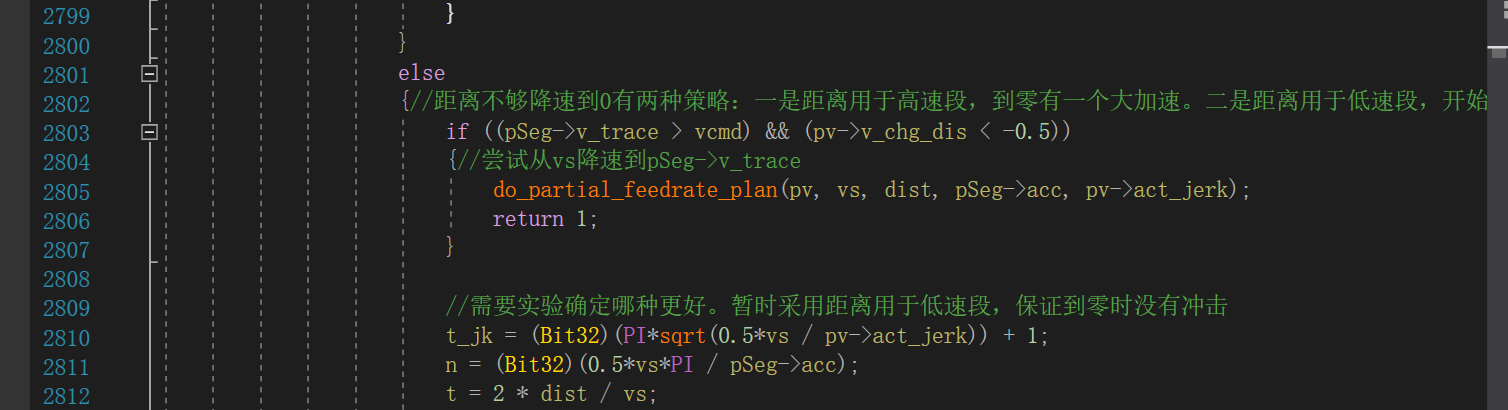 2799 }
2800 }
2801 else
2802 {//距离不够降速到0有两种策略：一是距离用于高速段，到零有一个大加速。二是距离用于低速段，开始
2803 if ((pSeg->v_trace > vcmd) && (pv->v_chg_dis < -0.5))
2804 {//尝试从vs降速到pSeg->v_trace
2805 do_partial_feedrate_plan(pv, vs, dist, pSeg->acc, pv->act_jerk);
2806 return 1;
2807 }
2808
2809 //需要实验确定哪种更好。暂时采用距离用于低速段，保证到零时没有冲击
2810 t_jk = (Bit32)(PI*sqrt(0.5*vs / pv->act_jerk)) + 1;
2811 n = (Bit32)(0.5*vs*PI / pSeg->acc);
2812 t = 2 * dist / vs;